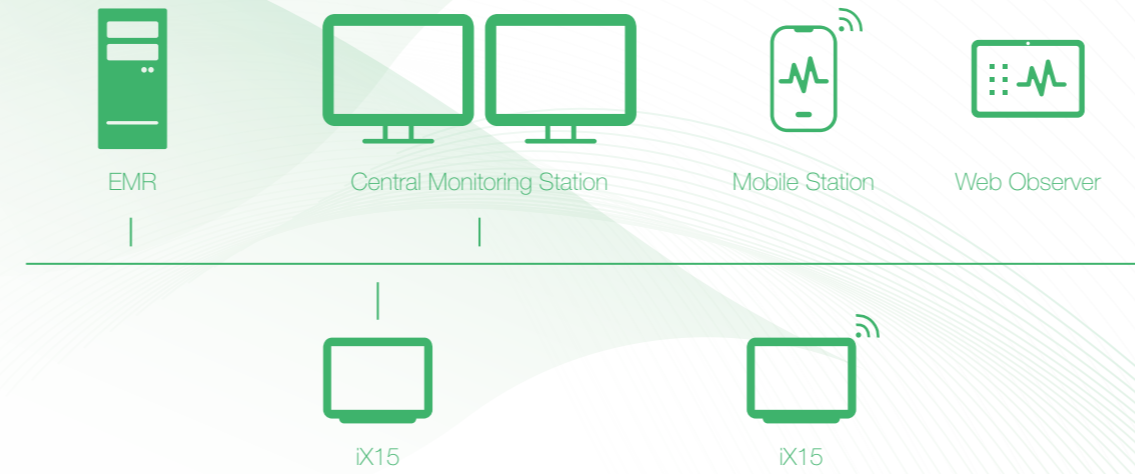 EMR
Central Monitoring Station
Mobile Station
Web Observer
iX15
iX15